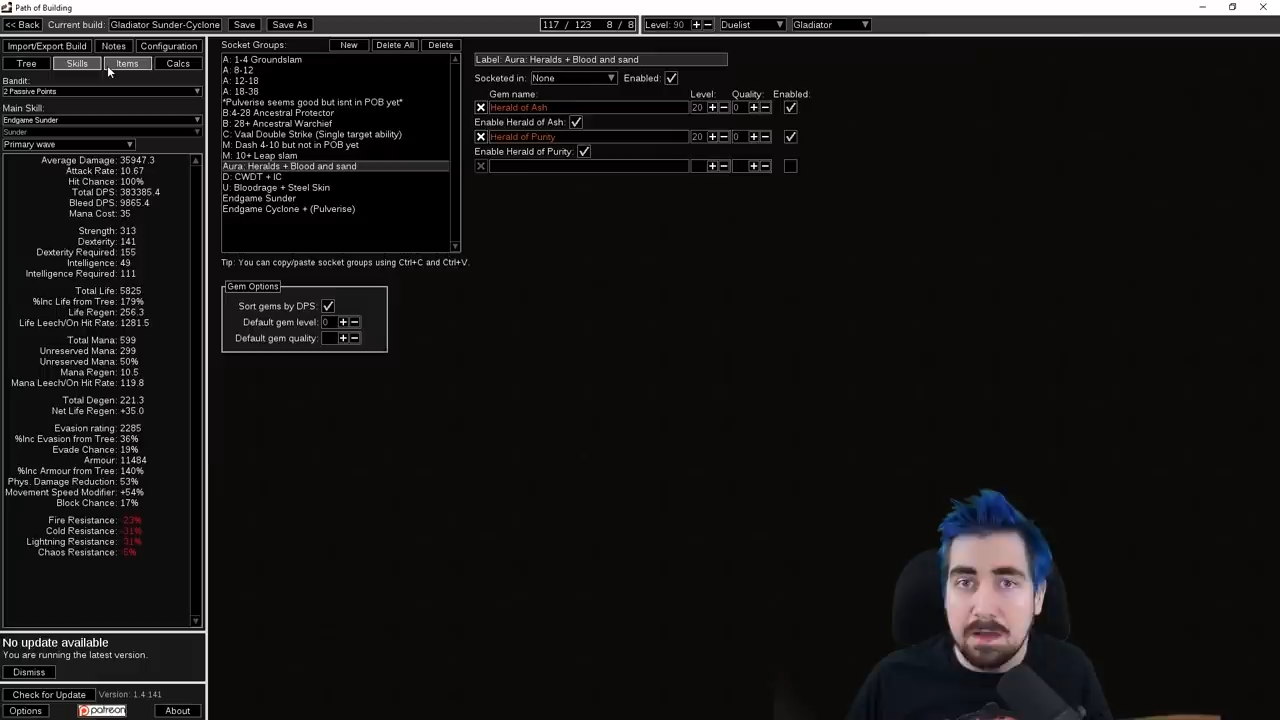 Path of Building
<< Back
Current build: Gladiator Sunder-Cyclone
Save
Save As
117 / 123 8 / 8
Level: 90
Duelist
Gladiator
Import/Export Build
Notes
Configuration
Tree
Skills
Items
Calcs
Bandit:
2 Passive Points
Main Skill:
Endgame Sunder
Sunder
Primary wave
Average Damage: 35947.3
Attack Rate: 10.67
Hit Chance: 100%
Total DPS: 383385.4
Bleed DPS: 9865.4
Mana Cost: 35
Strength: 313
Dexterity: 141
Dexterity Required: 155
Intelligence: 49
Intelligence Required: 111
Total Life: 5825
%Inc Life from Tree: 179%
Life Regen: 256.3
Life Leech/On Hit Rate: 1281.5
Total Mana: 599
Unreserved Mana: 299
Unreserved Mana: 50%
Mana Regen: 10.5
Mana Leech/On Hit Rate: 119.8
Total Degen: 221.3
Net Life Regen: +35.0
Evasion rating: 2285
%Inc Evasion from Tree: 36%
Evade Chance: 19%
Armour: 11484
%Inc Armour from Tree: 140%
Phys. Damage Reduction: 53%
Movement Speed Modifier: +54%
Block Chance: 17%
Fire Resistance: -23%
Cold Resistance: -31%
Lightning Resistance: -31%
Chaos Resistance: -5%
No update available
You are running the latest version.
Dismiss
Check for Update
Version: 1.4.141
Options
patreon
About
Socket Groups:
New
Delete All
Delete
A: 1-4 Groundslam
A: 8-12
A: 12-18
A: 18-38
*Pulverise seems good but isnt in POB yet*
B:4-28 Ancestral Protector
B: 28+ Ancestral Warchief
C: Vaal Double Strike (Single target ability)
M: Dash 4-10 but not in POB yet
M: 10+ Leap slam
Aura: Heralds + Blood and sand
D: CWDT + IC
U: Bloodrage + Steel Skin
Endgame Sunder
Endgame Cyclone + (Pulverise)
Tip: You can copy/paste socket groups using Ctrl+C and Ctrl+V.
Gem Options
Sort gems by DPS:
Default gem level: 0
Default gem quality:
Label: Aura: Heralds + Blood and sand
Socketed in: None
Enabled:
Gem name:
Level:
Quality:
Enabled:
Herald of Ash 20 0
Enable Herald of Ash:
Herald of Purity 20 0
Enable Herald of Purity: